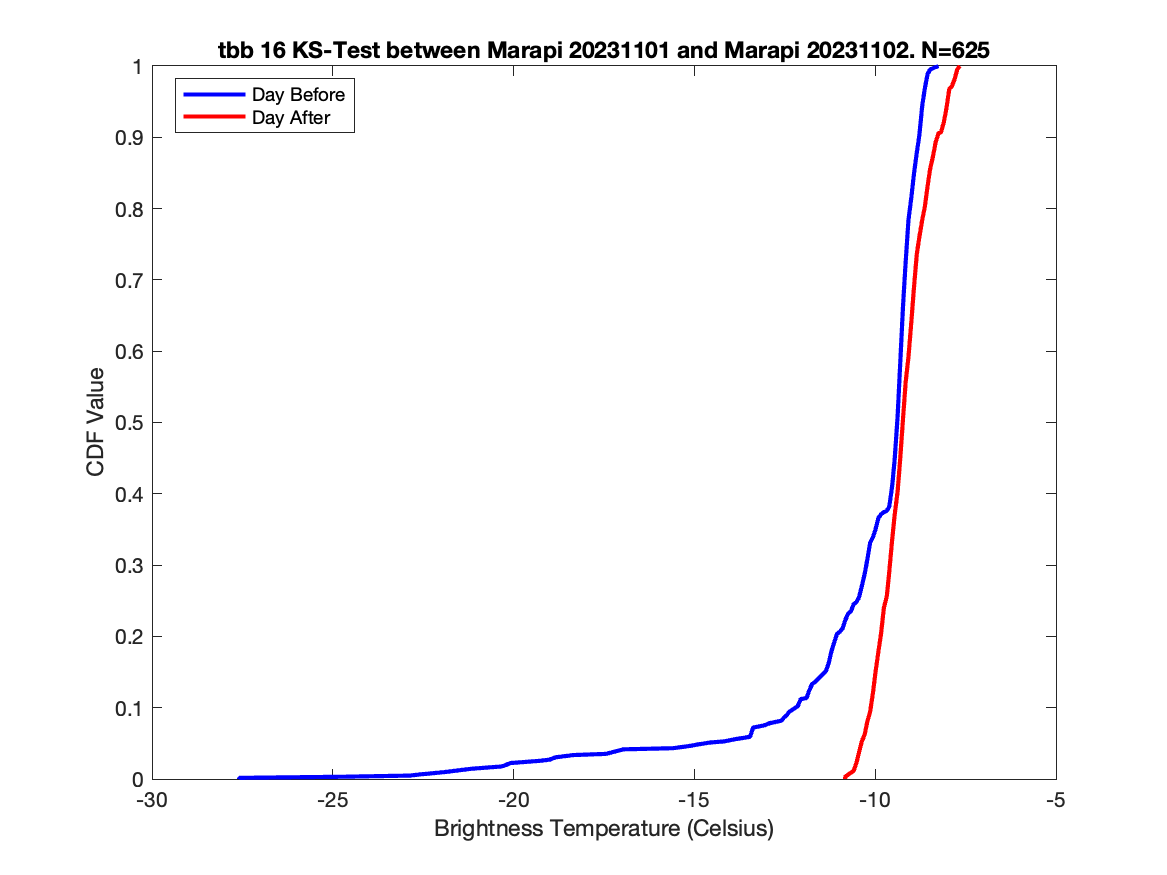 tbb 16 KS-Test between Marapi 20231101 and Marapi 20231102. N=625
Day Before
Day After
1
0.9
0.8
0.7
0.6
0.5
0.4
0.3
0.2
0.1
0
CDF Value
-30 -25 -20 -15 -10 -5
Brightness Temperature (Celsius)